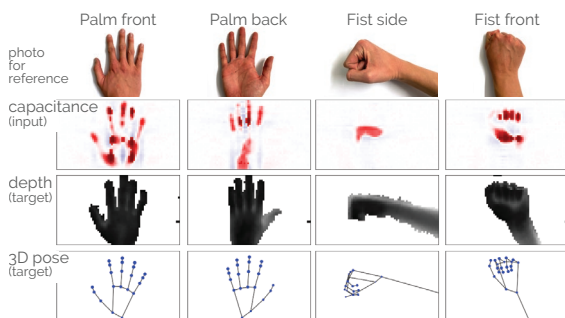 Palm front Palm back Fist side Fist front
photo
for
reference
capacitance
(input)
depth
(target)
3D pose
(target)